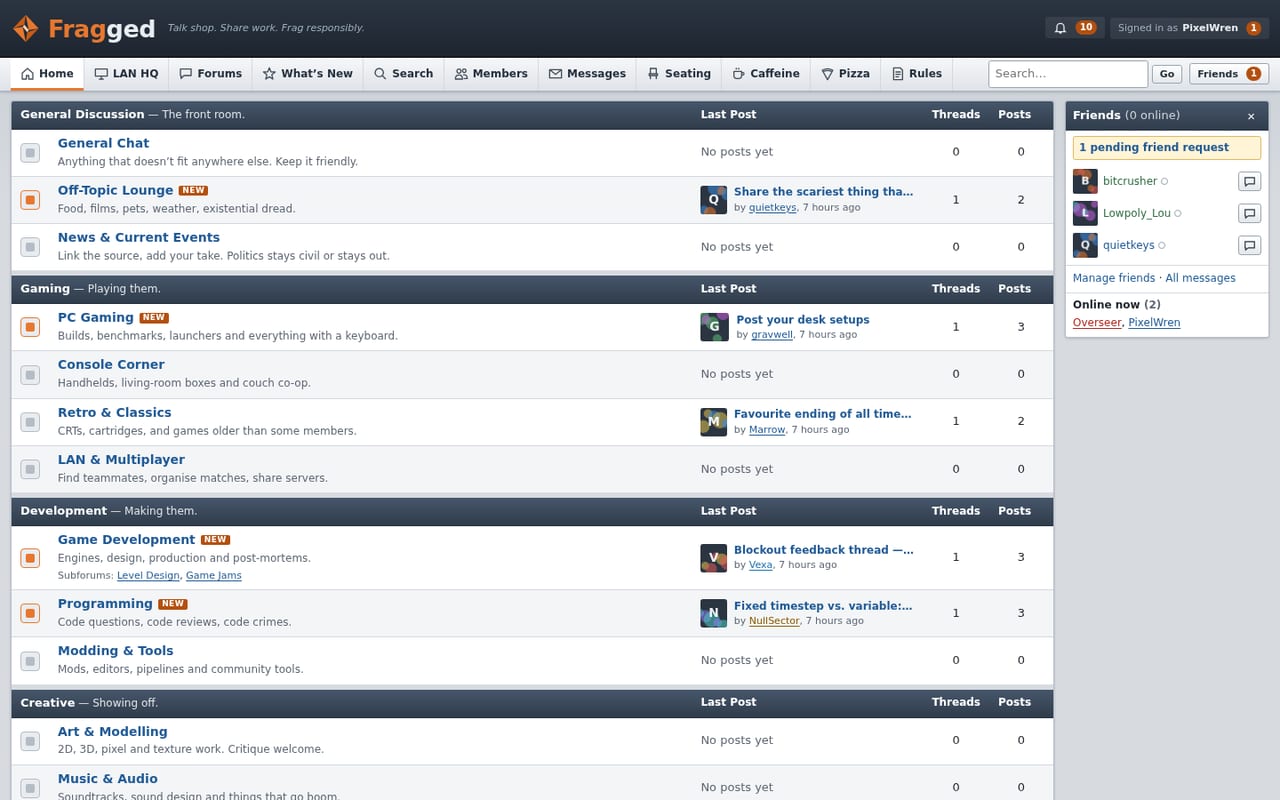 Fragged Talk shop. Share work. Frag responsibly. 10 Signed in as PixelWren 1
Home LAN HQ Forums What's New Search Members Messages Seating Caffeine Pizza Rules Search... Go Friends 1
General Discussion — The front room. Last Post Threads Posts
General Chat
Anything that doesn't fit anywhere else. Keep it friendly.
No posts yet 0 0
Off-Topic Lounge NEW
Food, films, pets, weather, existential dread.
Q Share the scariest thing tha...
by quietkeys, 7 hours ago
1 2
News & Current Events
Link the source, add your take. Politics stays civil or stays out.
No posts yet 0 0
Gaming — Playing them. Last Post Threads Posts
PC Gaming NEW
Builds, benchmarks, launchers and everything with a keyboard.
G Post your desk setups
by gravwell, 7 hours ago
1 3
Console Corner
Handhelds, living-room boxes and couch co-op.
No posts yet 0 0
Retro & Classics
CRTs, cartridges, and games older than some members.
M Favourite ending of all time...
by Marrow, 7 hours ago
1 2
LAN & Multiplayer
Find teammates, organise matches, share servers.
No posts yet 0 0
Development — Making them. Last Post Threads Posts
Game Development NEW
Engines, design, production and post-mortems.
Subforums: Level Design, Game Jams
V Blockout feedback thread —...
by Vexa, 7 hours ago
1 3
Programming NEW
Code questions, code reviews, code crimes.
N Fixed timestep vs. variable:...
by NullSector, 7 hours ago
1 3
Modding & Tools
Mods, editors, pipelines and community tools.
No posts yet 0 0
Creative — Showing off. Last Post Threads Posts
Art & Modelling
2D, 3D, pixel and texture work. Critique welcome.
No posts yet 0 0
Music & Audio
Soundtracks, sound design and things that go boom.
No posts yet 0 0
Friends (0 online) ×
1 pending friend request
B bitcrusher
L Lowpoly_Lou
Q quietkeys
Manage friends · All messages
Online now (2)
Overseer, PixelWren